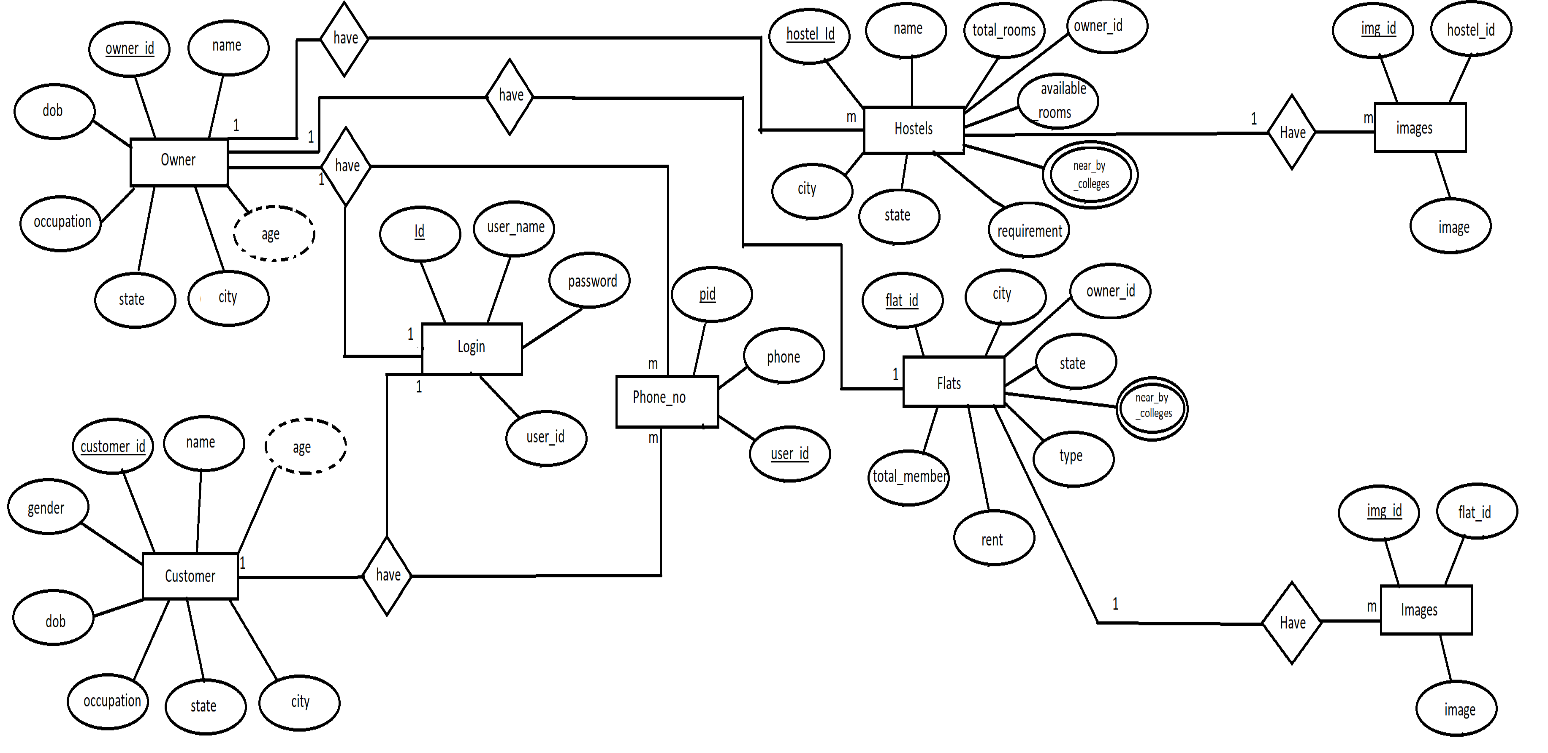 have
owner_id
name
dob
1
1
Owner
1
occupation
age
state
city
have
have
hostel_Id
name
total_rooms
owner_id
available
_rooms
m
Hostels
near_by
_colleges
city
state
requirement
1
Have
m
img_id
hostel_id
images
image
Id
user_name
password
1
Login
1
user_id
pid
m
phone
Phone_no
m
user_id
flat_id
city
owner_id
state
1
Flats
near_by
_colleges
type
total_member
rent
customer_id
name
age
gender
1
Customer
have
dob
occupation
state
city
1
Have
m
img_id
flat_id
Images
image